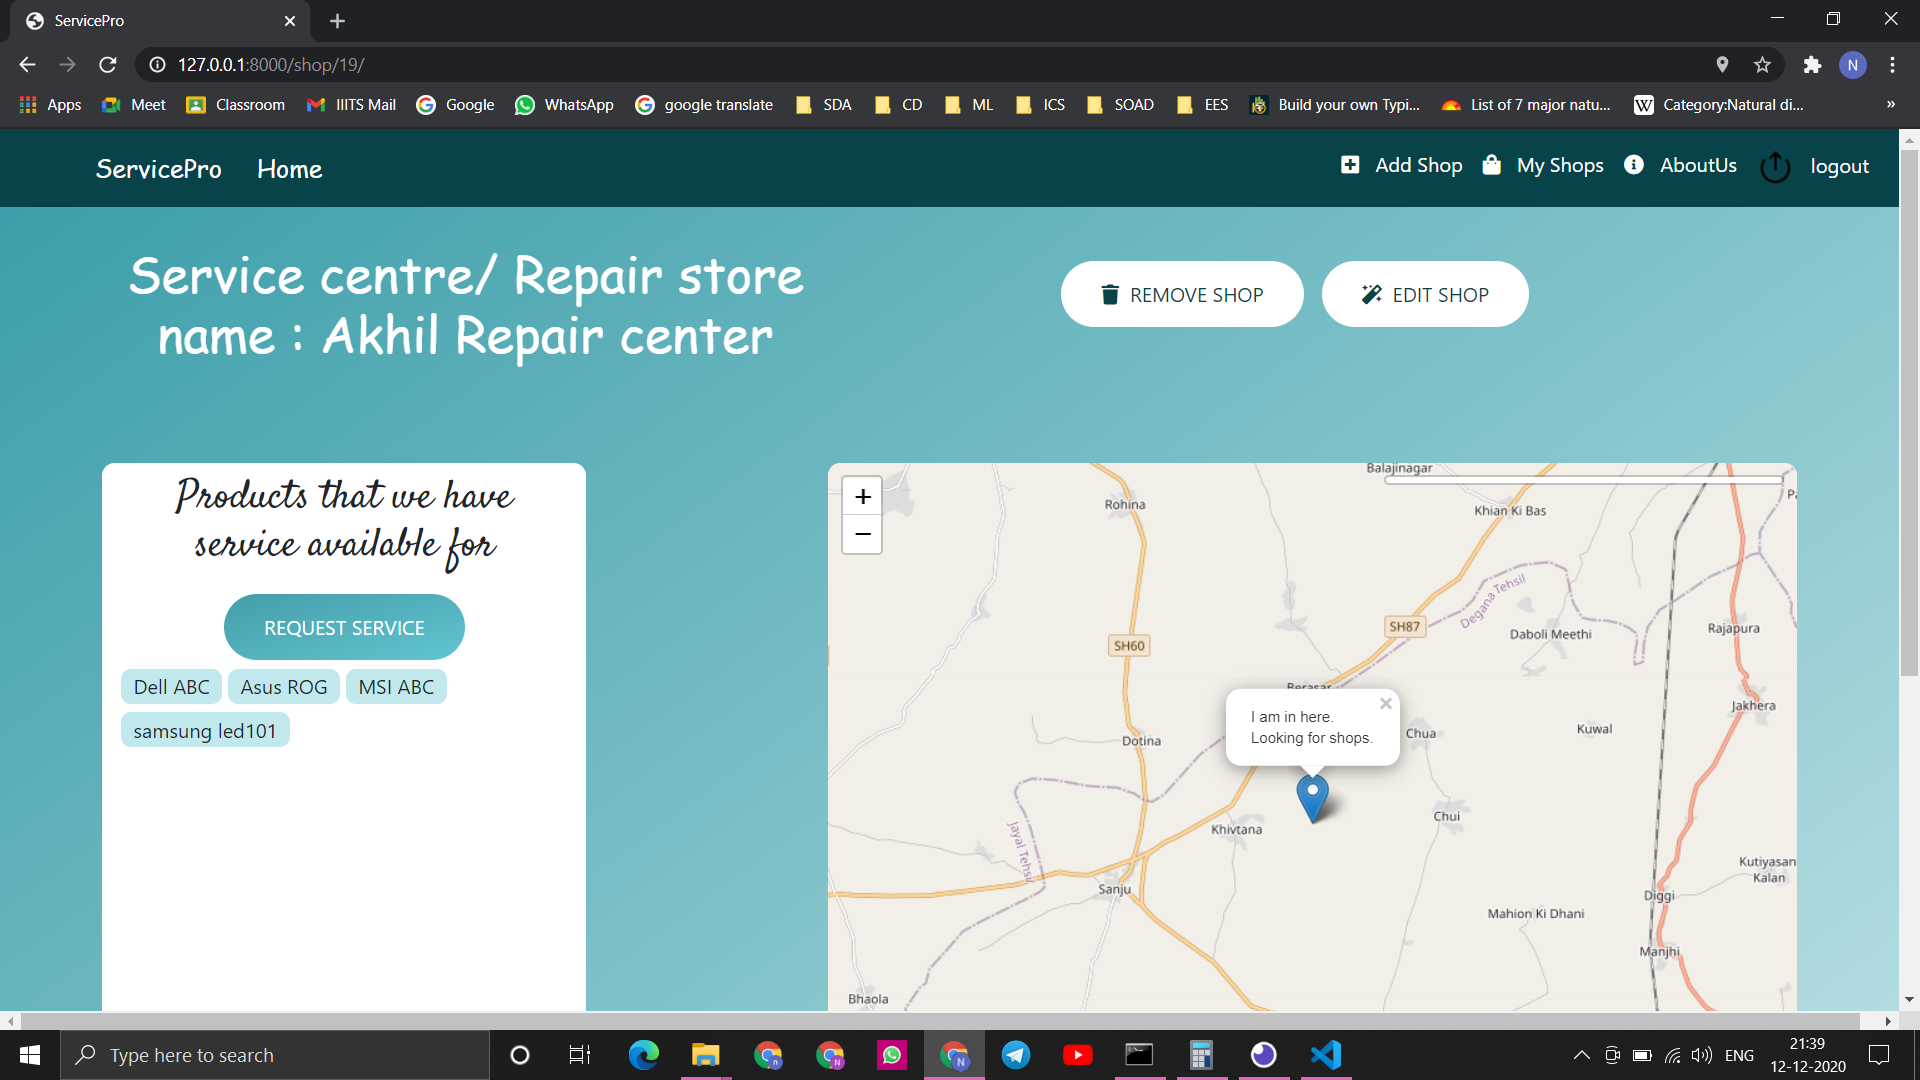 ServicePro
127.0.0.1:8000/shop/19/
N
Apps Meet Classroom IIITS Mail Google WhatsApp google translate SDA CD ML ICS SOAD EES Build your own Typi... List of 7 major natu... Category:Natural di... »
ServicePro Home Add Shop My Shops AboutUs logout
Service centre/ Repair store
name : Akhil Repair center
REMOVE SHOP EDIT SHOP
Products that we have
service available for
REQUEST SERVICE
Dell ABC Asus ROG MSI ABC
samsung led101
+
−
Balajinagar
Rohina
Khian Ki Bas
Degana Tehsil
SH87
Daboli Meethi
Rajapura
SH60
Berasar
Jakhera
I am in here.
Looking for shops.
×
Chua
Kuwal
Dotina
Khivtana
Chui
Jayal Tehsil
Kutiyasan
Kalan
Sanju
Diggi
Mahion Ki Dhani
Manjhi
Bhaola
Type here to search
ENG
21:39
12-12-2020